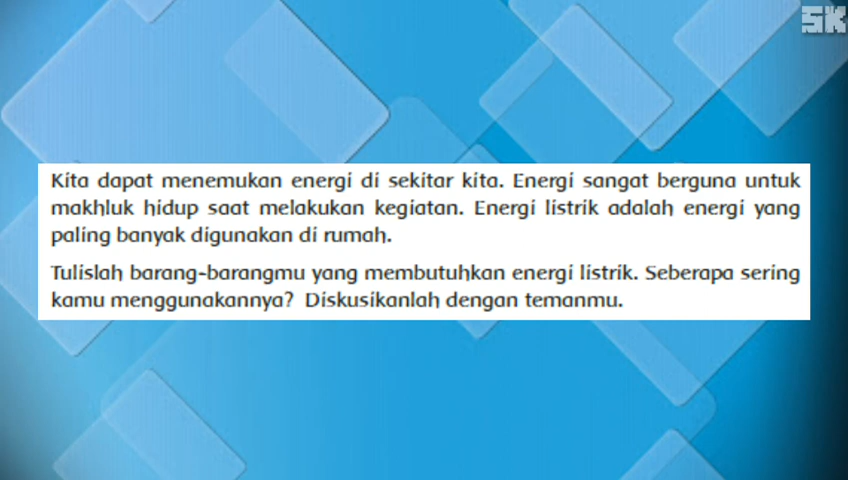 SK
Kita dapat menemukan energi di sekitar kita. Energi sangat berguna untuk
makhluk hidup saat melakukan kegiatan. Energi listrik adalah energi yang
paling banyak digunakan di rumah.
Tulislah barang-barangmu yang membutuhkan energi listrik. Seberapa sering
kamu menggunakannya? Diskusikanlah dengan temanmu.